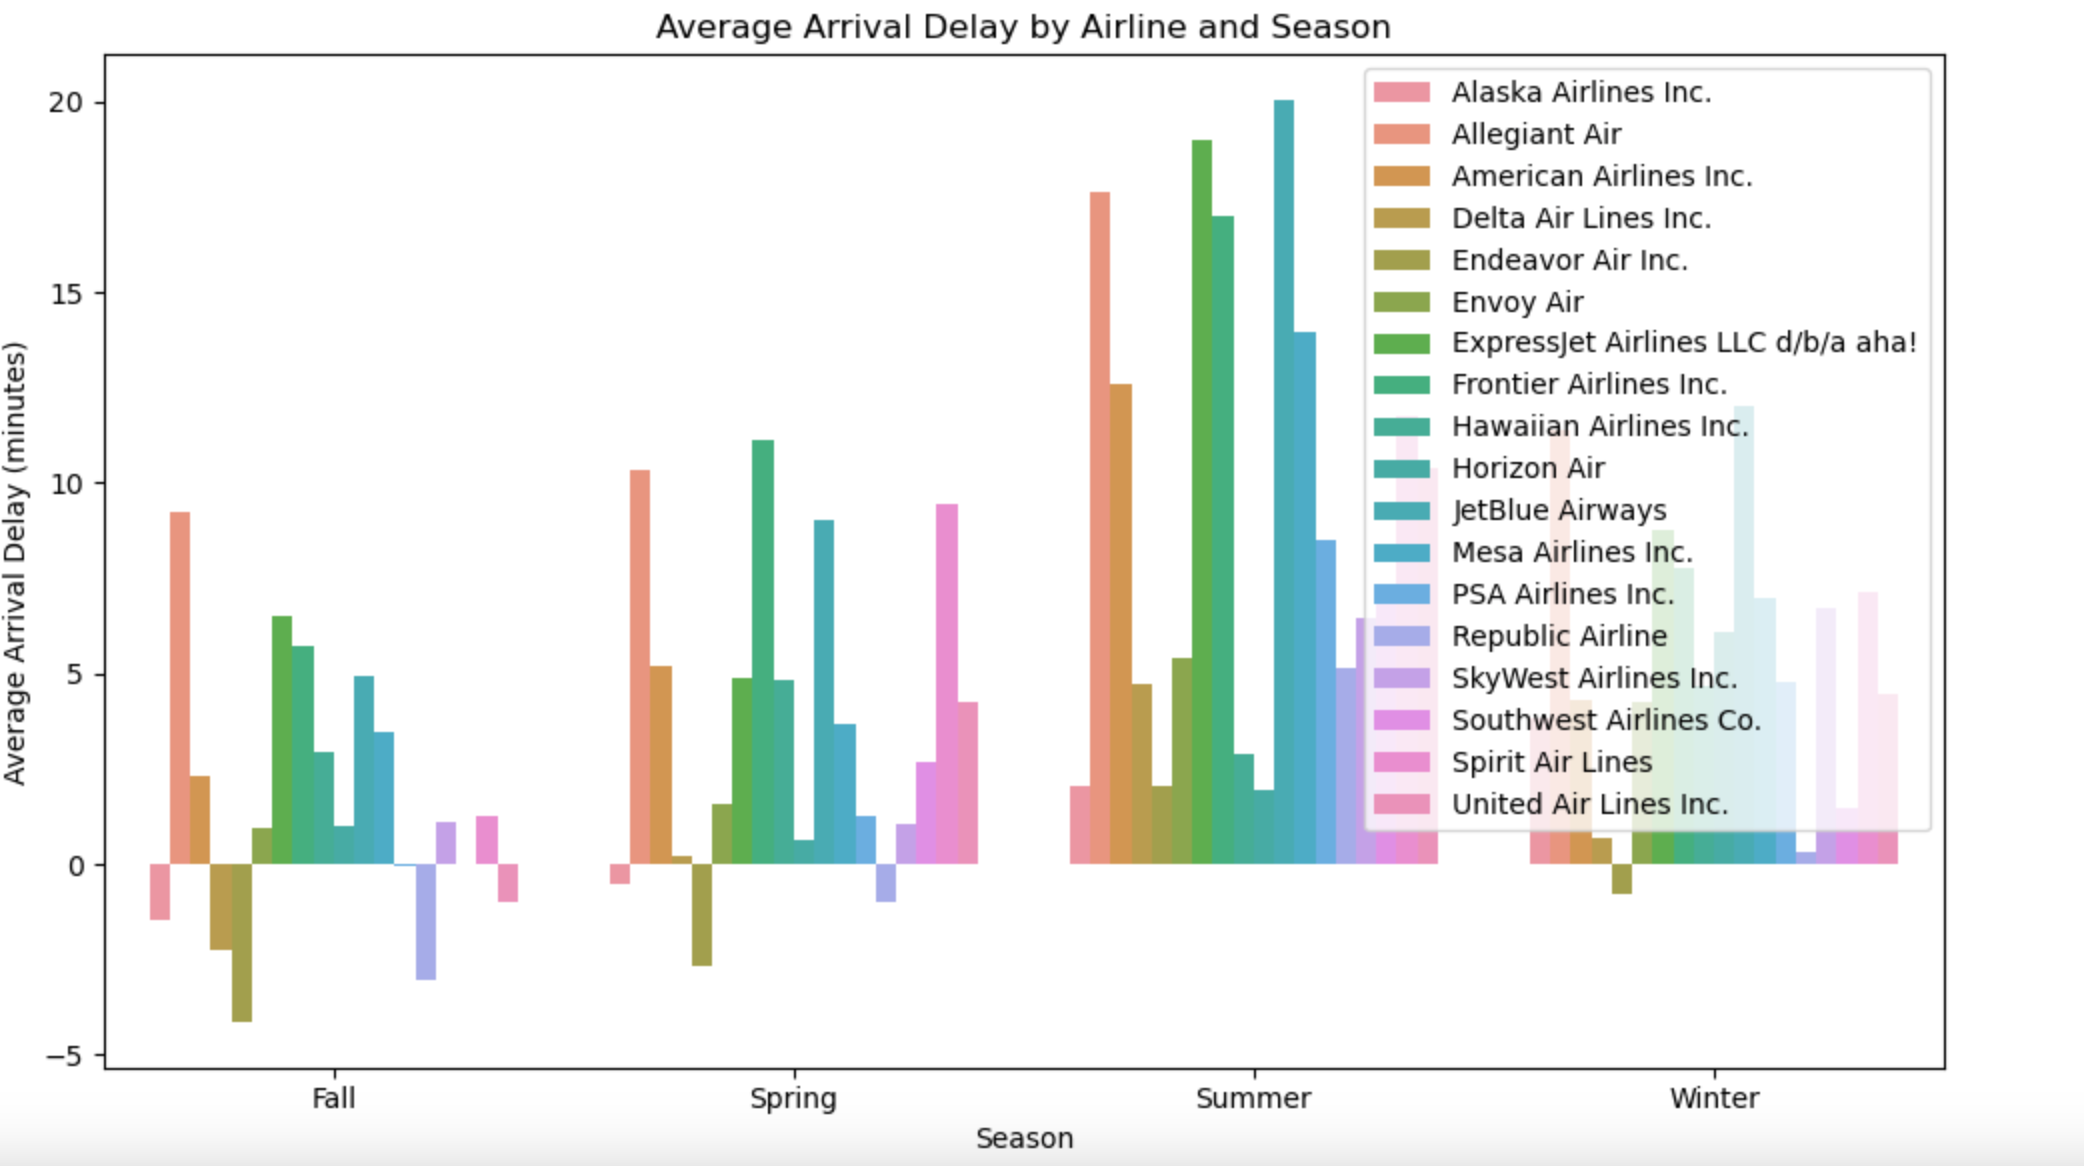 Average Arrival Delay by Airline and Season
Average Arrival Delay (minutes)
20
15
10
5
0
−5
Alaska Airlines Inc.
Allegiant Air
American Airlines Inc.
Delta Air Lines Inc.
Endeavor Air Inc.
Envoy Air
ExpressJet Airlines LLC d/b/a aha!
Frontier Airlines Inc.
Hawaiian Airlines Inc.
Horizon Air
JetBlue Airways
Mesa Airlines Inc.
PSA Airlines Inc.
Republic Airline
SkyWest Airlines Inc.
Southwest Airlines Co.
Spirit Air Lines
United Air Lines Inc.
Fall Spring Summer Winter
Season